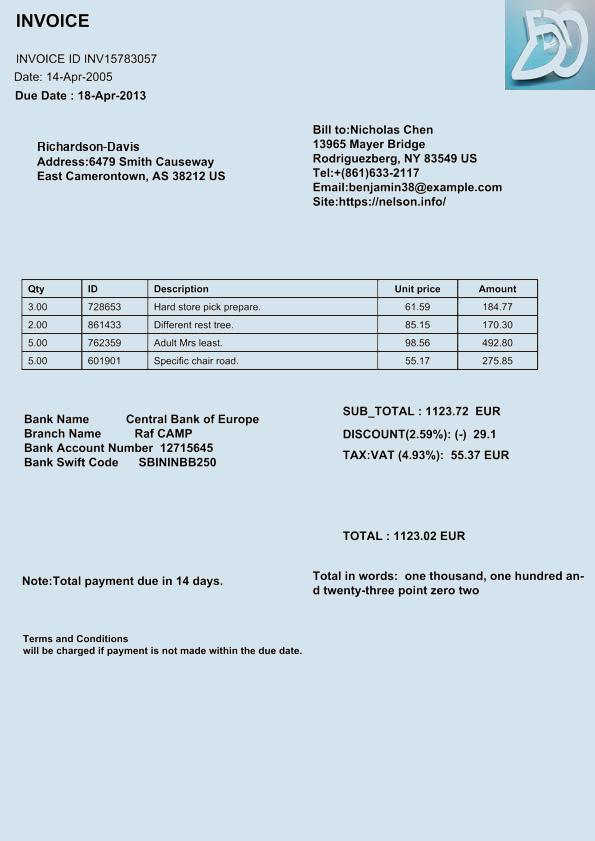 INVOICE
INVOICE ID INV15783057
Date: 14-Apr-2005
Due Date : 18-Apr-2013
Richardson-Davis
Address:6479 Smith Causeway
East Camerontown, AS 38212 US
Bill to:Nicholas Chen
13965 Mayer Bridge
Rodriguezberg, NY 83549 US
Tel:+(861)633-2117
Email:benjamin38@example.com
Site:https://nelson.info/
Qty ID Description Unit price Amount
3.00 728653 Hard store pick prepare. 61.59 184.77
2.00 861433 Different rest tree. 85.15 170.30
5.00 762359 Adult Mrs least. 98.56 492.80
5.00 601901 Specific chair road. 55.17 275.85
Bank Name Central Bank of Europe
Branch Name Raf CAMP
Bank Account Number 12715645
Bank Swift Code SBININBB250
SUB_TOTAL : 1123.72 EUR
DISCOUNT(2.59%): (-) 29.1
TAX:VAT (4.93%): 55.37 EUR
TOTAL : 1123.02 EUR
Note:Total payment due in 14 days.
Total in words: one thousand, one hundred an-
d twenty-three point zero two
Terms and Conditions
will be charged if payment is not made within the due date.